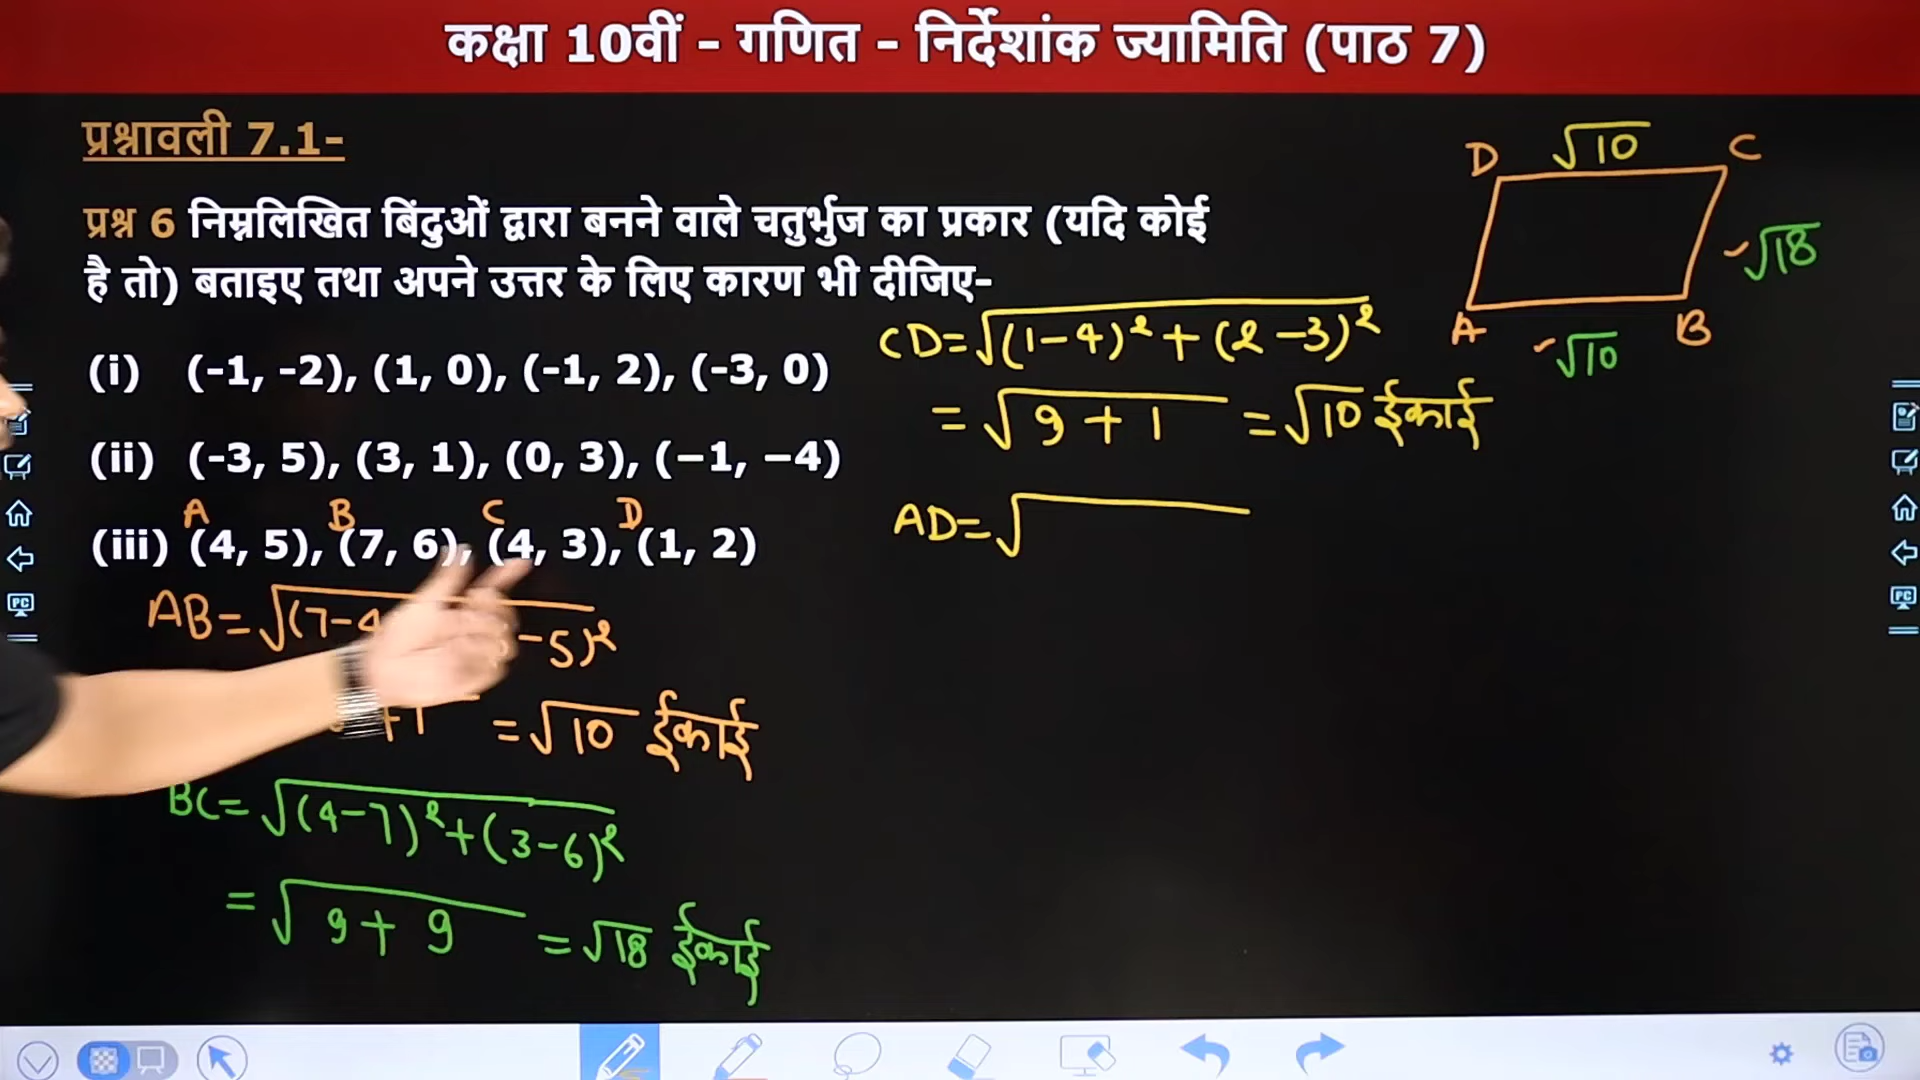 कक्षा 10वीं - गणित - निर्देशांक ज्यामिति (पाठ 7)
प्रश्नावली 7.1-
प्रश्न 6 निम्नलिखित बिंदुओं द्वारा बनने वाले चतुर्भुज का प्रकार (यदि कोई
है तो) बताइए तथा अपने उत्तर के लिए कारण भी दीजिए-
(i) (-1, -2), (1, 0), (-1, 2), (-3, 0)
(ii) (-3, 5), (3, 1), (0, 3), (−1, −4)
A B C D
(iii) (4, 5), (7, 6), (4, 3), (1, 2)
AB=√(7-4 -5)²
+1 =√10 ईकाई
BC=√(4-7)²+(3-6)²
=√9+9 =√18 ईकाई
CD=√(1-4)²+(2-3)²
=√9+1 =√10 ईकाई
AD=√
D √10 C
√18
A √10 B
PC
PC